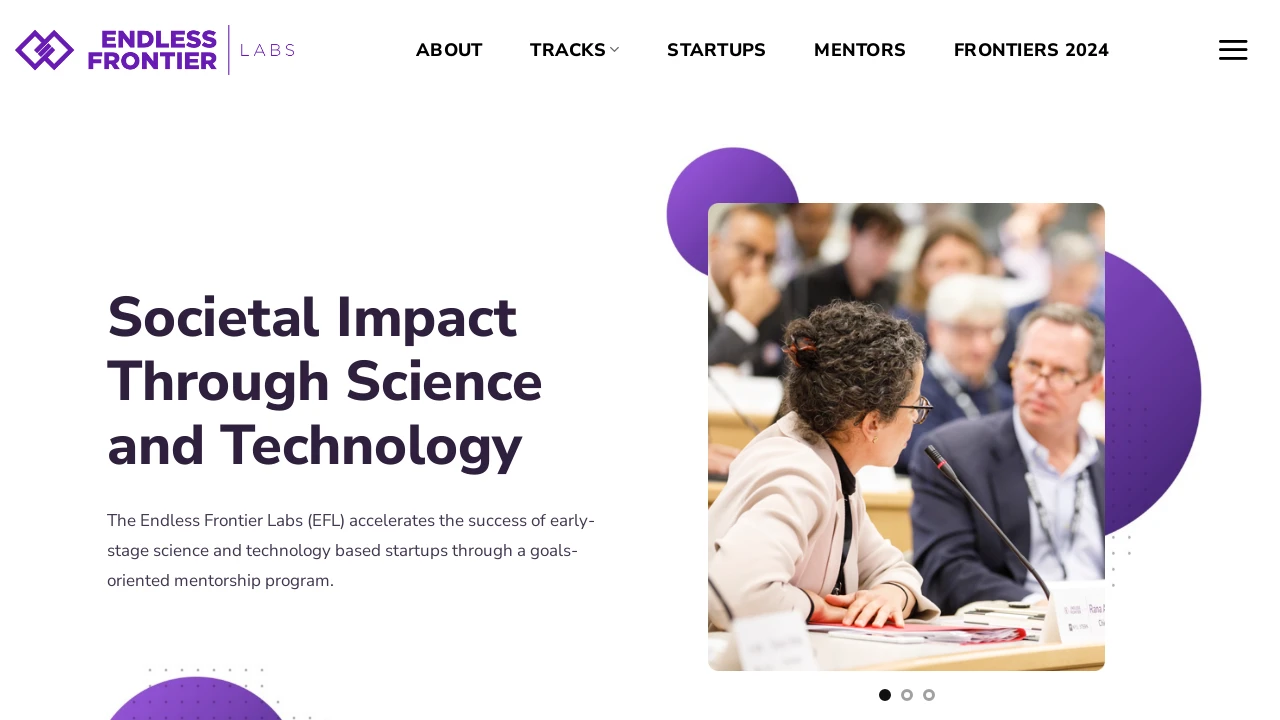 ENDLESS
FRONTIER
LABS
ABOUT
TRACKS
STARTUPS
MENTORS
FRONTIERS 2024
Societal Impact
Through Science
and Technology
The Endless Frontier Labs (EFL) accelerates the success of early-
stage science and technology based startups through a goals-
oriented mentorship program.
Rana